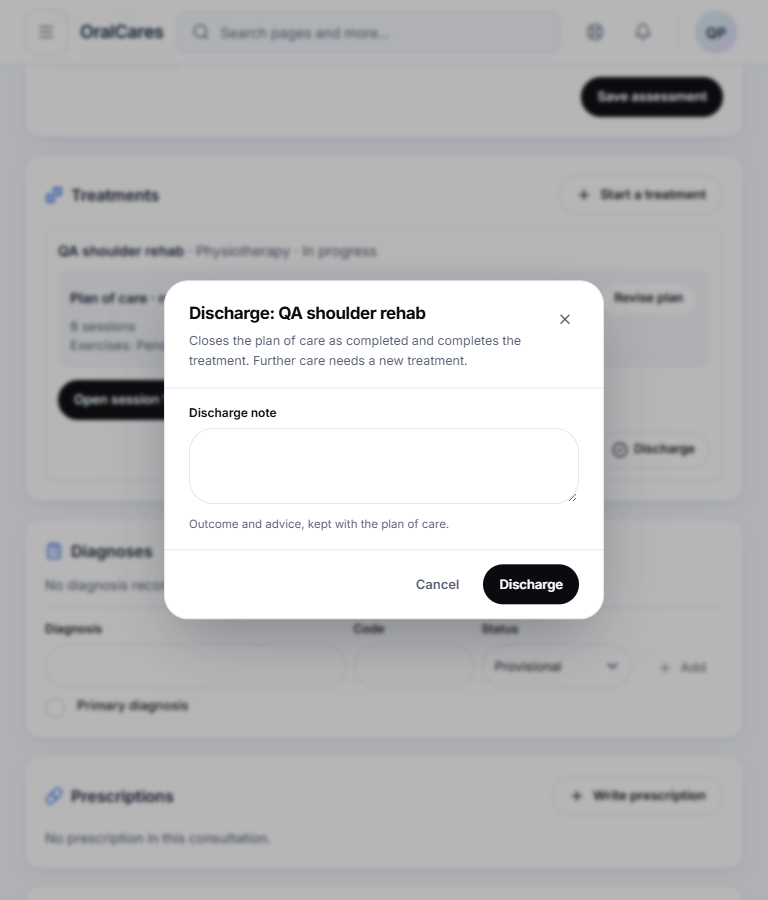 OralCares
Search pages and more...
QP
Save assessment
Treatments
Start a treatment
QA shoulder rehab · Physiotherapy · In progress
Plan of care ·
Revise plan
8 sessions
Exercises:
Open session
Discharge
Discharge: QA shoulder rehab
Closes the plan of care as completed and completes the
treatment. Further care needs a new treatment.
Discharge note
Outcome and advice, kept with the plan of care.
Cancel
Discharge
Diagnoses
No diagnosis
Diagnosis
Code
Status
Provisional
Add
Primary diagnosis
Prescriptions
Write prescription
No prescription in this consultation.